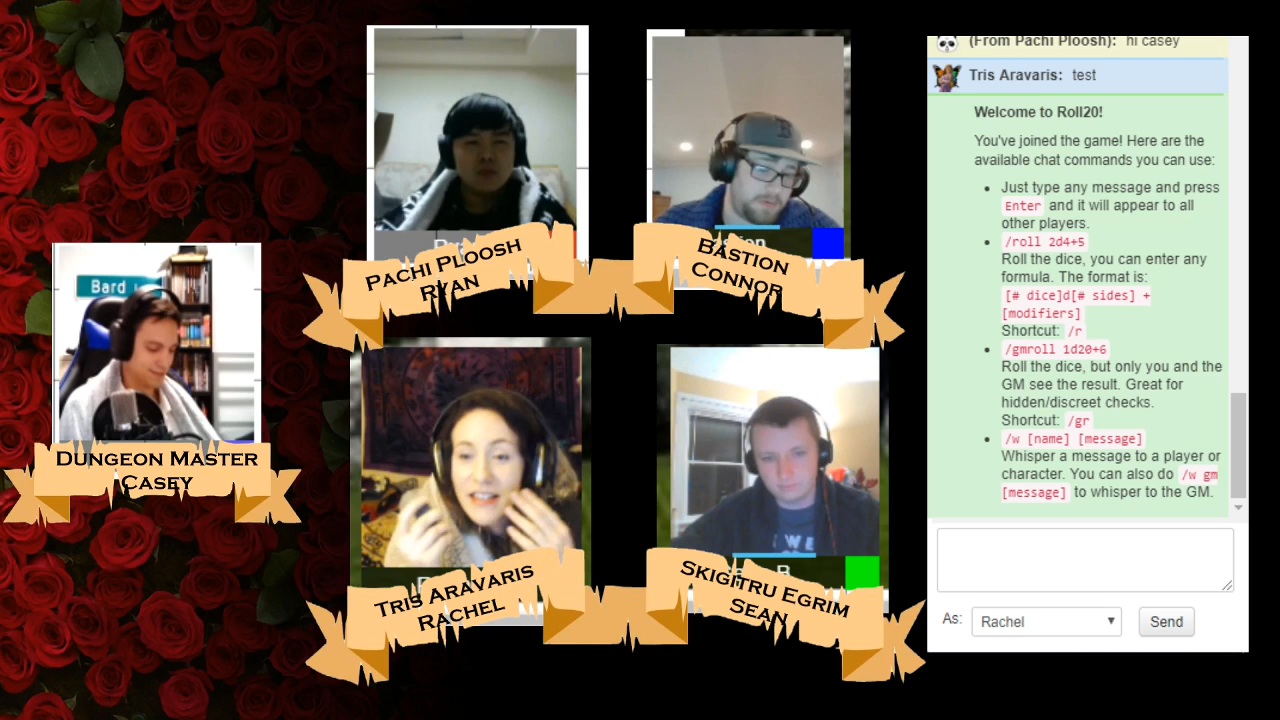 Bard
DUNGEON MASTER
CASEY
PACHI PLOOSH
RYAN
BASTION
CONNOR
TRIS ARAVARIS
RACHEL
SKIGITRU EGRIM
SEAN
(From Pachi Ploosh): hi casey
Tris Aravaris: test
Welcome to Roll20!
You've joined the game! Here are the
available chat commands you can use:
Just type any message and press
Enter and it will appear to all
other players.
/roll 2d4+5
Roll the dice, you can enter any
formula. The format is:
[# dice]d[# sides] +
[modifiers]
Shortcut: /r
/gmroll 1d20+6
Roll the dice, but only you and the
GM see the result. Great for
hidden/discreet checks.
Shortcut: /gr
/w [name] [message]
Whisper a message to a player or
character. You can also do /w gm
[message] to whisper to the GM.
As: Rachel Send